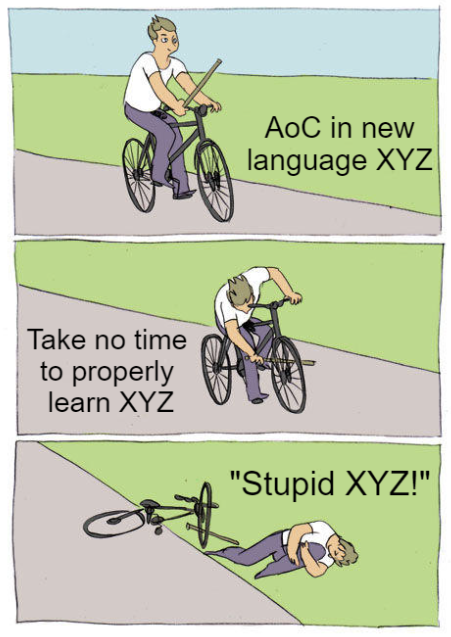 AoC in new
language XYZ
Take no time
to properly
learn XYZ
"Stupid XYZ!"